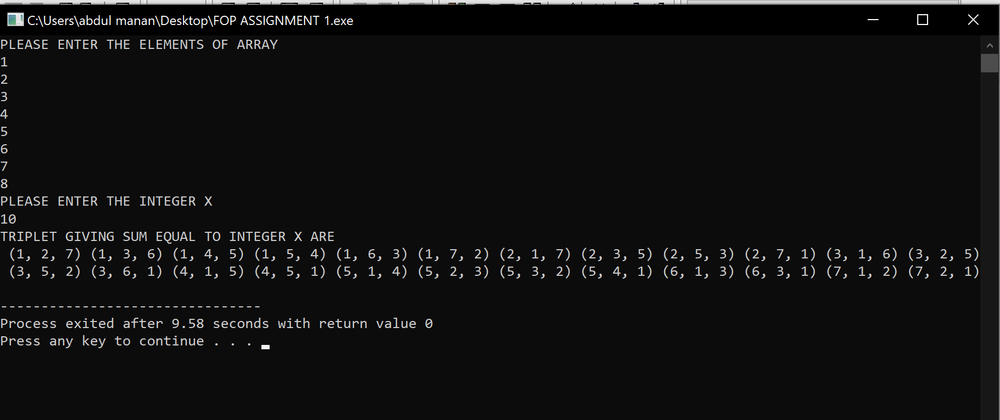 C:\Users\abdul manan\Desktop\FOP ASSIGNMENT 1.exe
PLEASE ENTER THE ELEMENTS OF ARRAY
1
2
3
4
5
6
7
8
PLEASE ENTER THE INTEGER X
10
TRIPLET GIVING SUM EQUAL TO INTEGER X ARE
(1, 2, 7) (1, 3, 6) (1, 4, 5) (1, 5, 4) (1, 6, 3) (1, 7, 2) (2, 1, 7) (2, 3, 5) (2, 5, 3) (2, 7, 1) (3, 1, 6) (3, 2, 5)
(3, 5, 2) (3, 6, 1) (4, 1, 5) (4, 5, 1) (5, 1, 4) (5, 2, 3) (5, 3, 2) (5, 4, 1) (6, 1, 3) (6, 3, 1) (7, 1, 2) (7, 2, 1)
--------------------------------
Process exited after 9.58 seconds with return value 0
Press any key to continue . . .